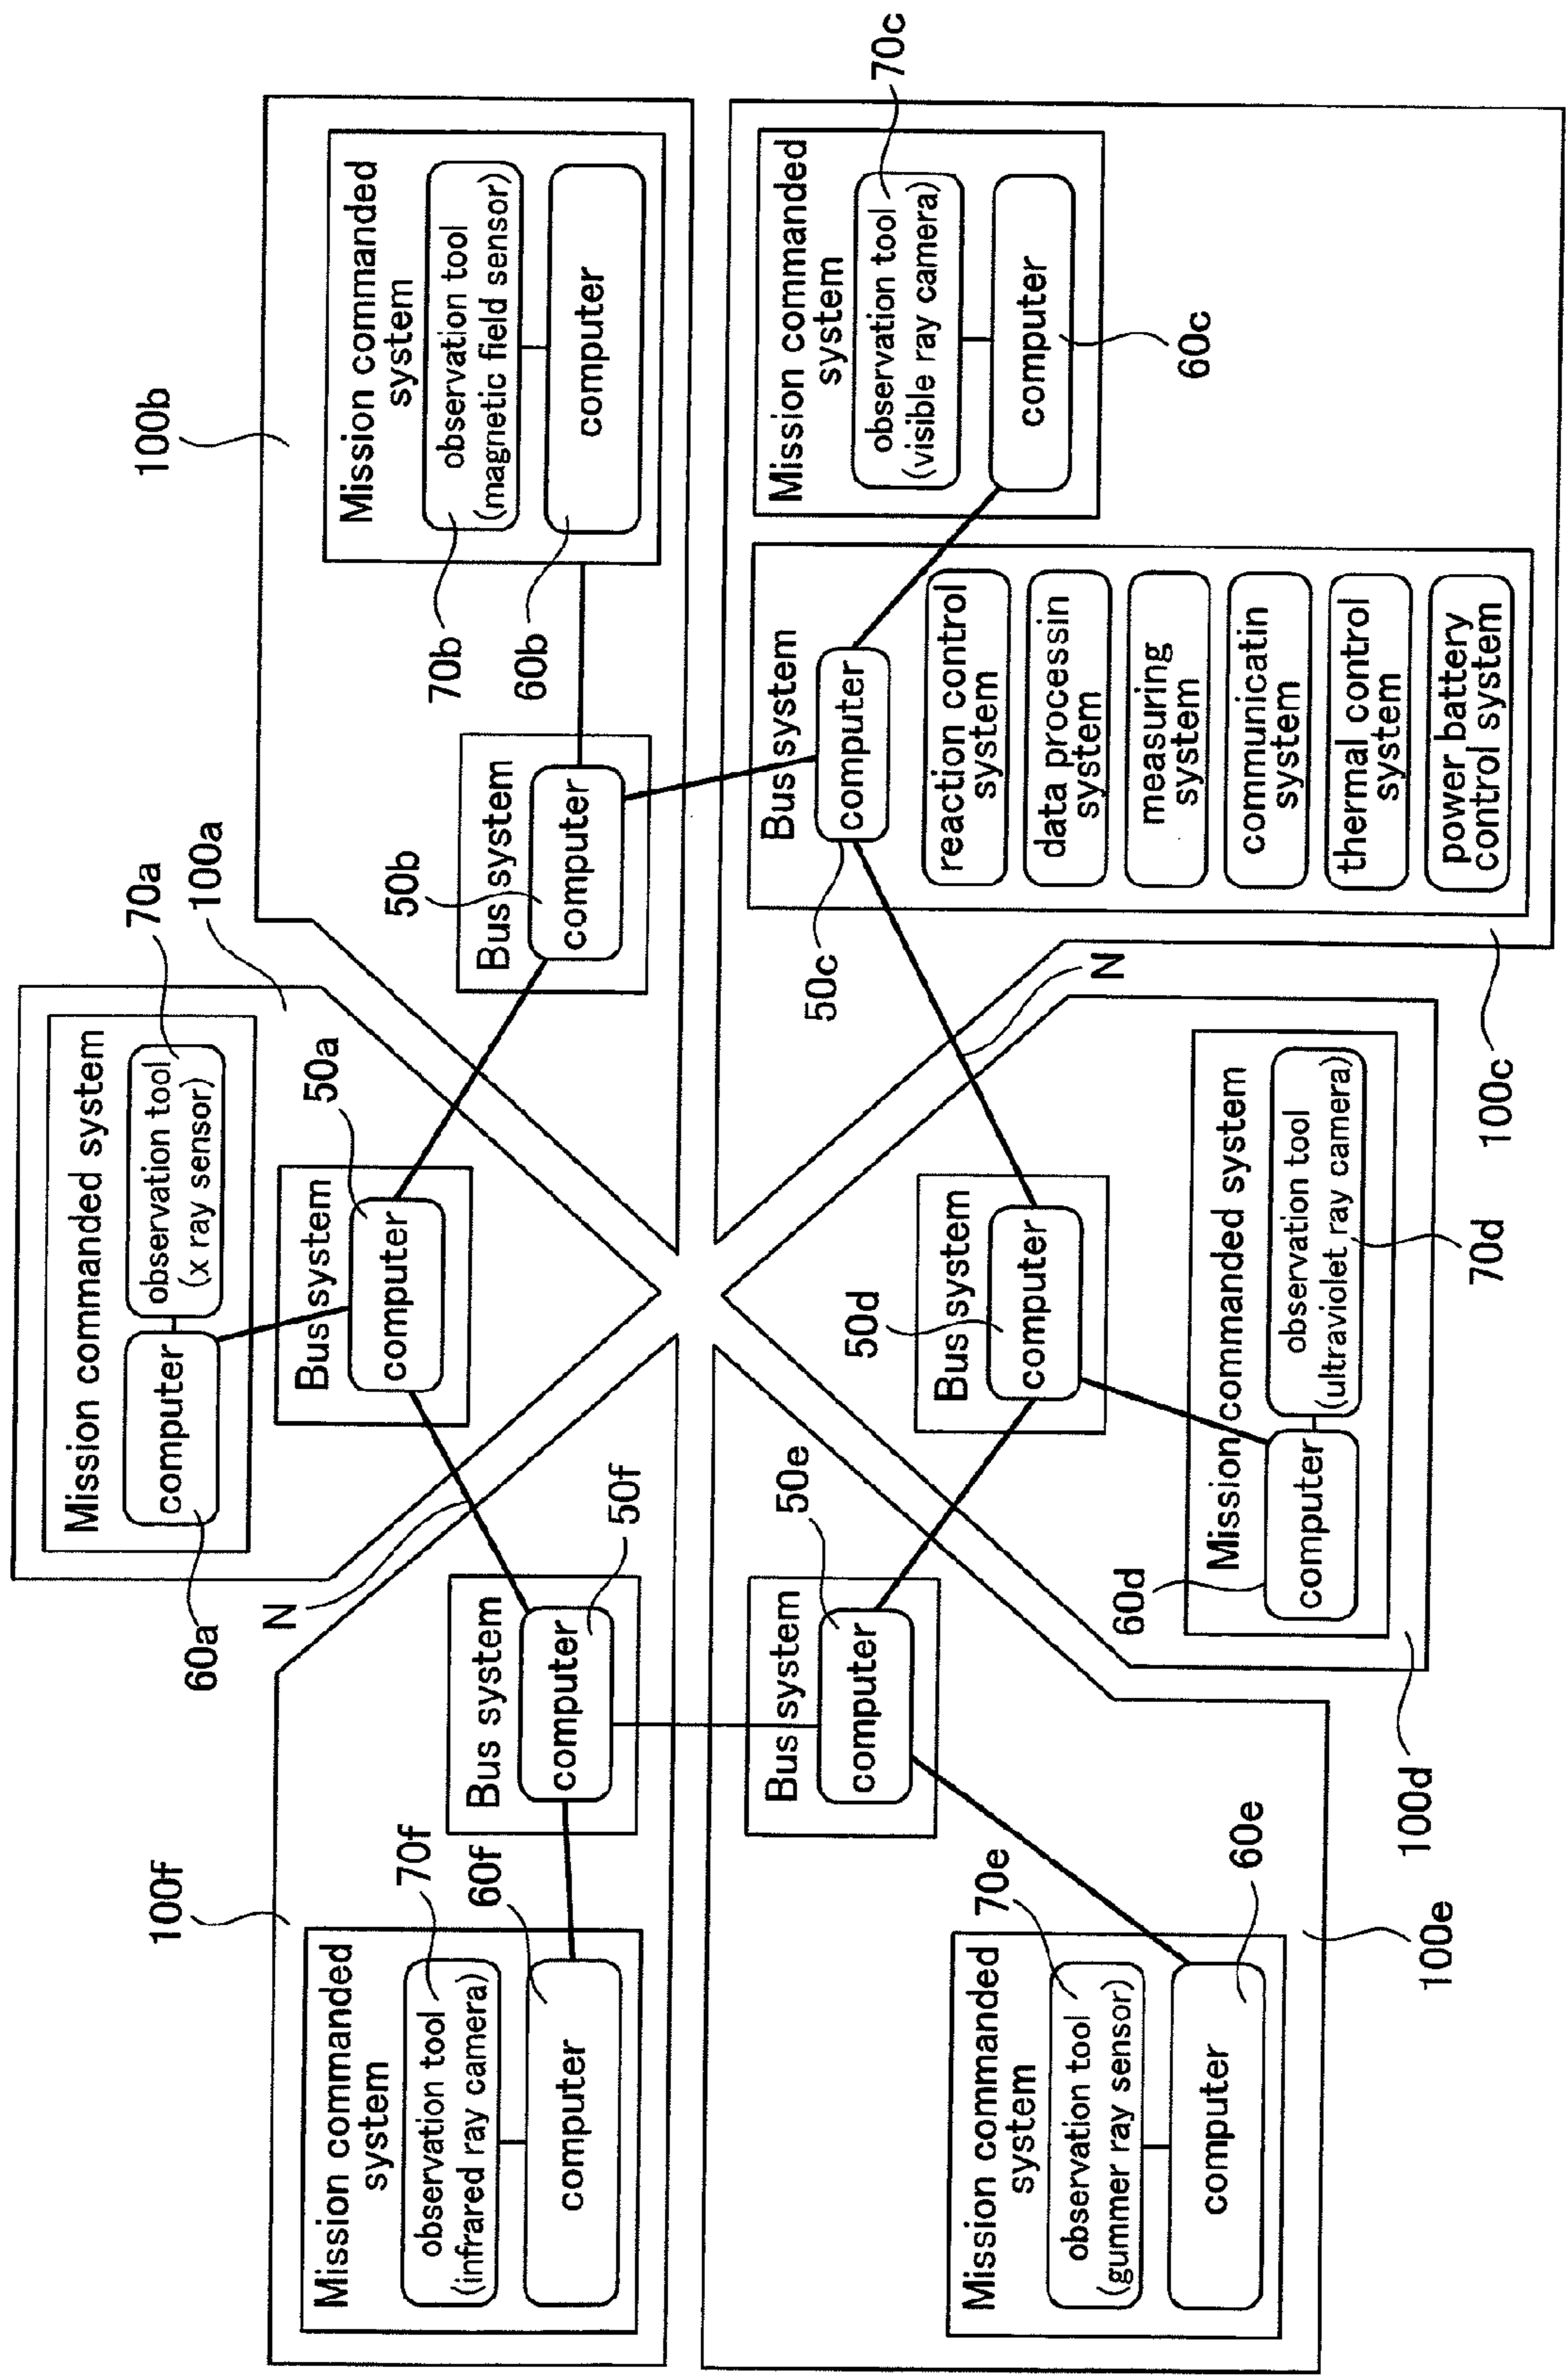 100f
Mission commanded
system
observation tool
(infrared ray camera)
70f
60f
computer
Bus system
computer
50f
N
Mission commanded system
computer
observation tool
(x ray sensor)
60a
70a
100a
Bus system
computer
50a
100b
Mission commanded
system
observation tool
(magnetic field sensor)
computer
70b
60b
Bus system
computer
50b
Mission commanded
system
observation tool
(visible ray camera)
70c
computer
60c
Bus system
computer
50c
reaction control
system
data processin
system
measuring
system
communicatin
system
thermal control
system
power battery
control system
100c
N
Bus system
computer
50d
Mission commanded system
computer
observation tool
(ultraviolet ray camera)
60d
70d
100d
Bus system
computer
50e
Mission commanded
system
observation tool
(gummer ray sensor)
70e
computer
60e
100e